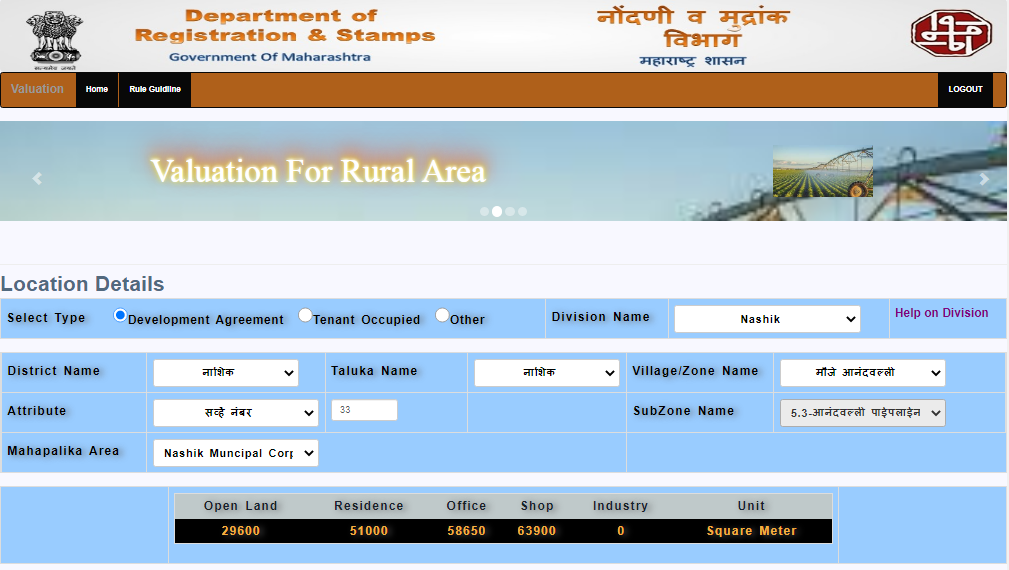 Department of
Registration & Stamps
Government Of Maharashtra
नोंदणी व मुद्रांक
विभाग
महाराष्ट्र शासन
सत्यमेव जयते
Valuation Home Rule Guidline LOGOUT
Valuation For Rural Area
Location Details
Select Type Development Agreement Tenant Occupied Other Division Name Nashik Help on Division
District Name नाशिक Taluka Name नाशिक Village/Zone Name मौजे आनंदवल्ली
Attribute सर्व्हे नंबर 33 SubZone Name 5.3-आनंदवल्ली पाईपलाईन
Mahapalika Area Nashik Muncipal Corp
Open Land Residence Office Shop Industry Unit
29600 51000 58650 63900 0 Square Meter